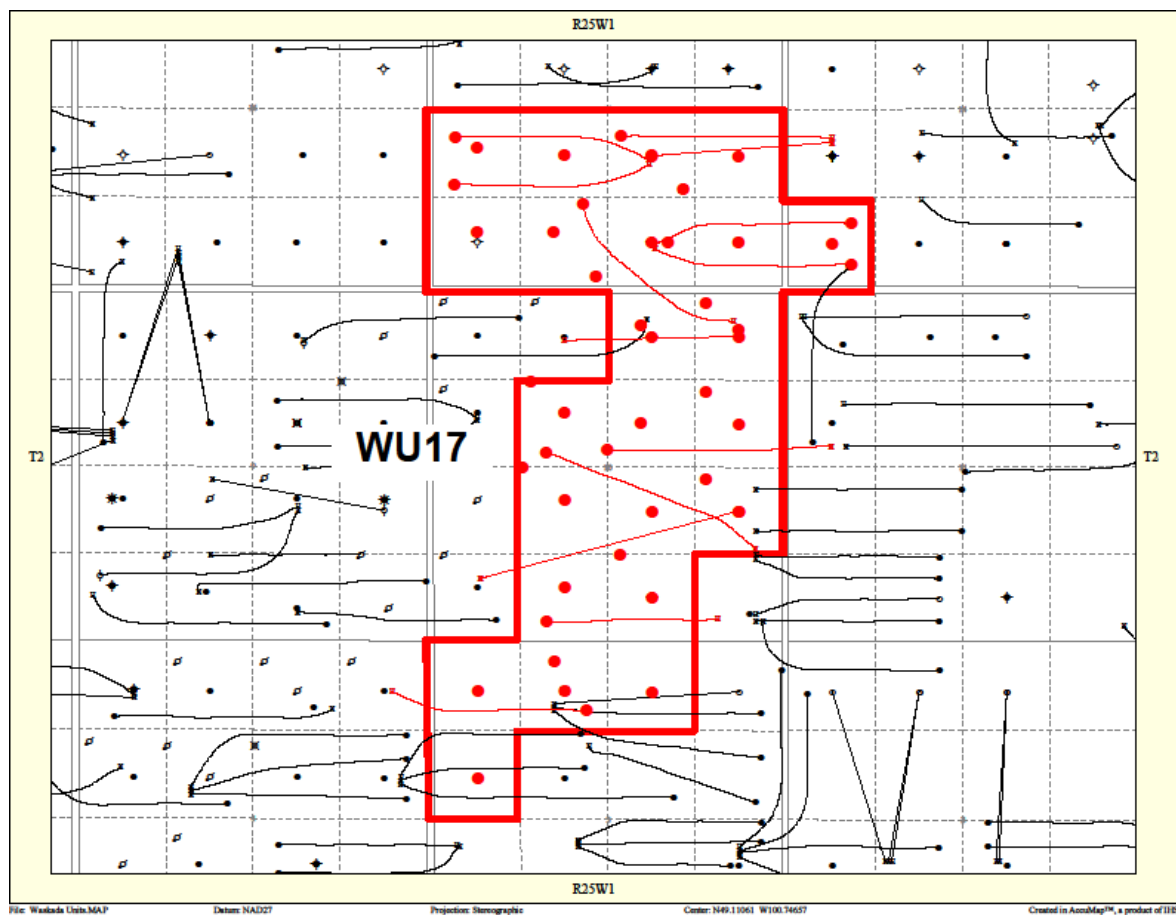 R25W1
WU17
T2
T2
R25W1
File: Waskada Units.MAP Datum: NAD27 Projection: Stereographic Center: N49.11061 W100.74657 Created in AccuMap™, a product of IHS